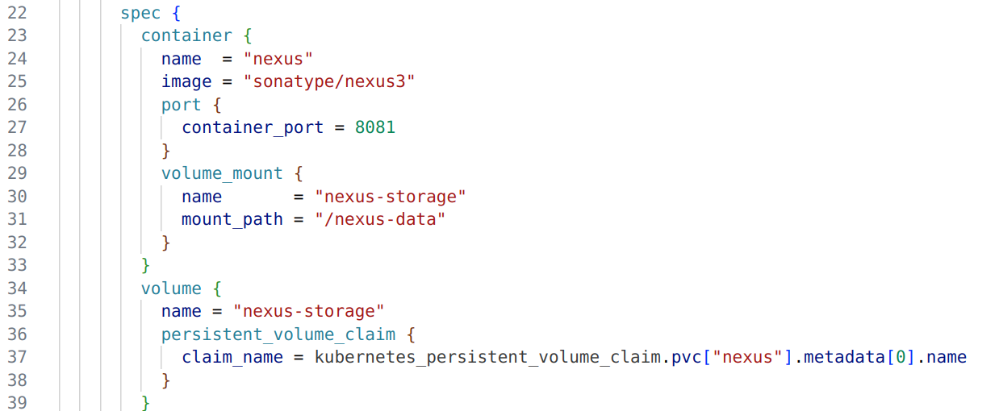 22 spec {
23 container {
24 name  = "nexus"
25 image = "sonatype/nexus3"
26 port {
27 container_port = 8081
28 }
29 volume_mount {
30 name       = "nexus-storage"
31 mount_path = "/nexus-data"
32 }
33 }
34 volume {
35 name = "nexus-storage"
36 persistent_volume_claim {
37 claim_name = kubernetes_persistent_volume_claim.pvc["nexus"].metadata[0].name
38 }
39 }